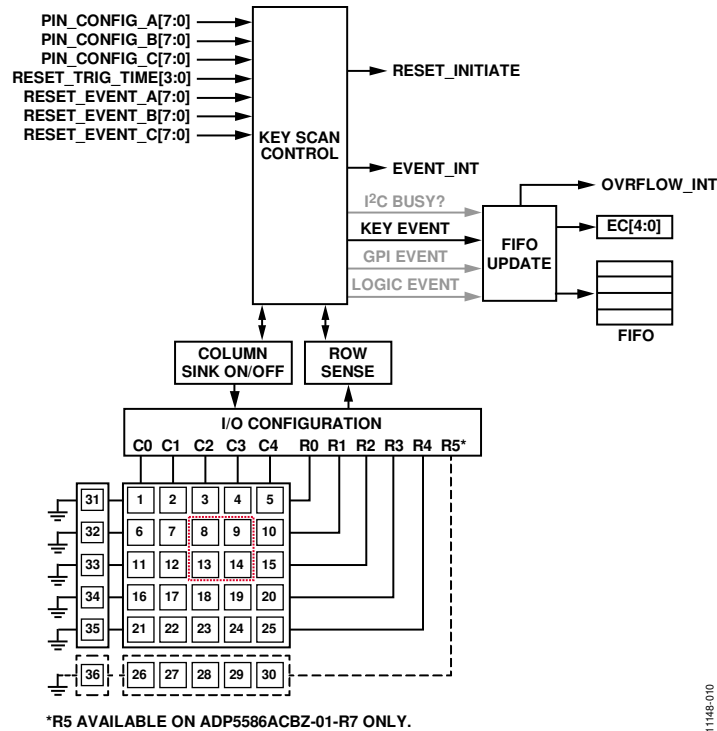 PIN_CONFIG_A[7:0]
PIN_CONFIG_B[7:0]
PIN_CONFIG_C[7:0]
RESET_TRIG_TIME[3:0]
RESET_EVENT_A[7:0]
RESET_EVENT_B[7:0]
RESET_EVENT_C[7:0]
KEY SCAN
CONTROL
RESET_INITIATE
EVENT_INT
I2C BUSY?
KEY EVENT
GPI EVENT
LOGIC EVENT
FIFO
UPDATE
OVRFLOW_INT
EC[4:0]
FIFO
COLUMN
SINK ON/OFF
ROW
SENSE
I/O CONFIGURATION
C0 C1 C2 C3 C4 R0 R1 R2 R3 R4 R5*
31 1 2 3 4 5
32 6 7 8 9 10
33 11 12 13 14 15
34 16 17 18 19 20
35 21 22 23 24 25
36 26 27 28 29 30
*R5 AVAILABLE ON ADP5586ACBZ-01-R7 ONLY.
11148-010